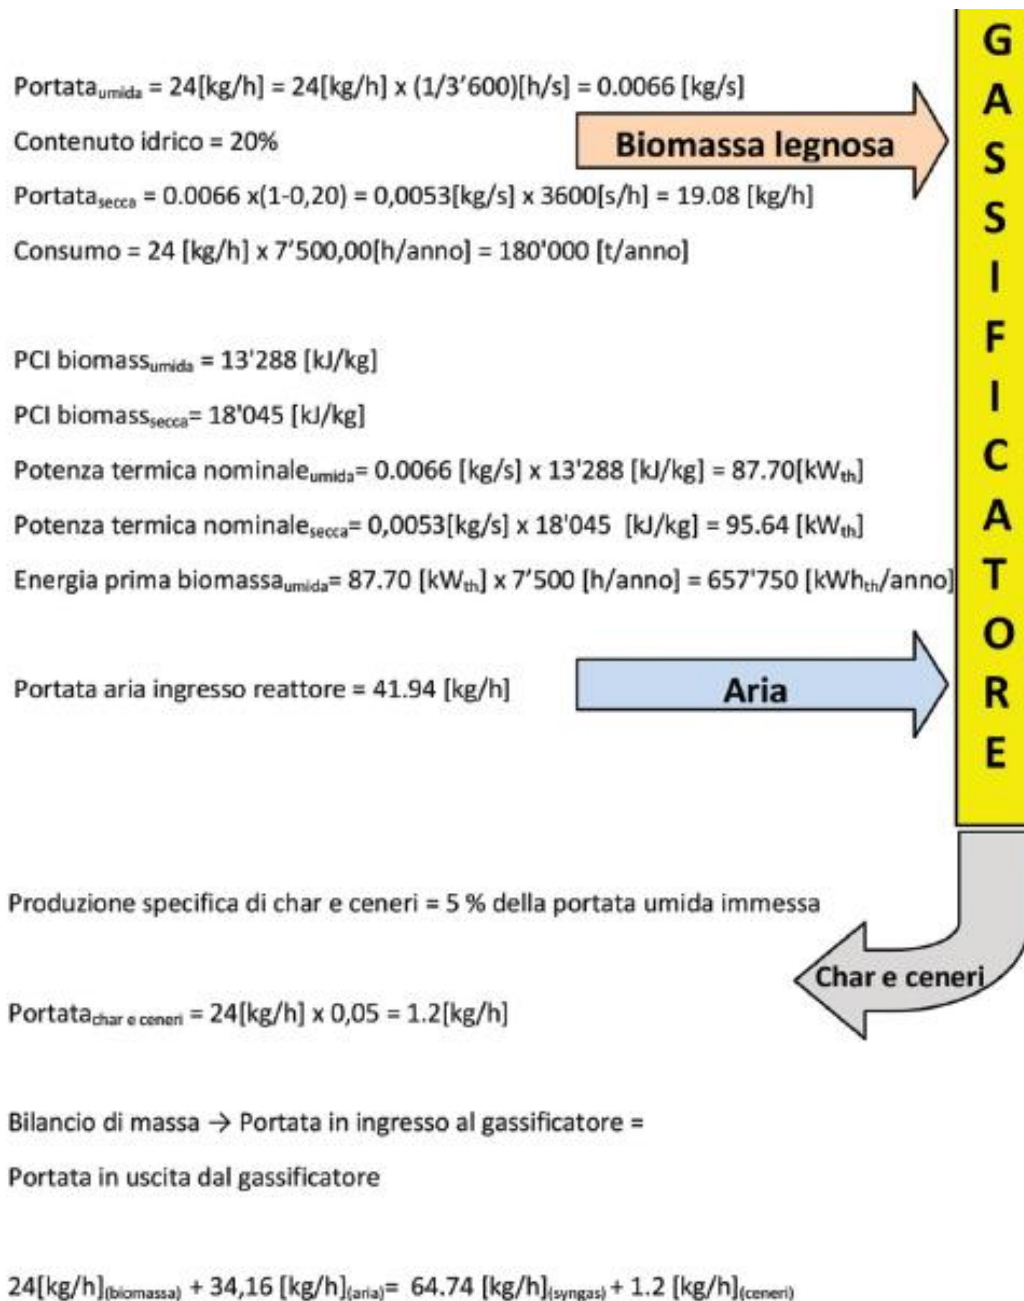 Portata umida = 24[kg/h] = 24[kg/h] x (1/3'600)[h/s] = 0.0066 [kg/s]
Contenuto idrico = 20%
Biomassa legnosa
Portata secca = 0.0066 x(1-0,20) = 0,0053[kg/s] x 3600[s/h] = 19.08 [kg/h]
Consumo = 24 [kg/h] x 7'500,00[h/anno] = 180'000 [t/anno]
PCI biomass umida = 13'288 [kJ/kg]
PCI biomass secca= 18'045 [kJ/kg]
Potenza termica nominale umida= 0.0066 [kg/s] x 13'288 [kJ/kg] = 87.70[kWth]
Potenza termica nominale secca= 0,0053[kg/s] x 18'045 [kJ/kg] = 95.64 [kWth]
Energia prima biomassa umida= 87.70 [kWth] x 7'500 [h/anno] = 657'750 [kWhth/anno]
Portata aria ingresso reattore = 41.94 [kg/h]
Aria
GASSIFICATORE
Produzione specifica di char e ceneri = 5 % della portata umida immessa
Char e ceneri
Portata char e ceneri = 24[kg/h] x 0,05 = 1.2[kg/h]
Bilancio di massa → Portata in ingresso al gassificatore =
Portata in uscita dal gassificatore
24[kg/h](biomassa) + 34,16 [kg/h](aria)= 64.74 [kg/h](syngas) + 1.2 [kg/h](ceneri)